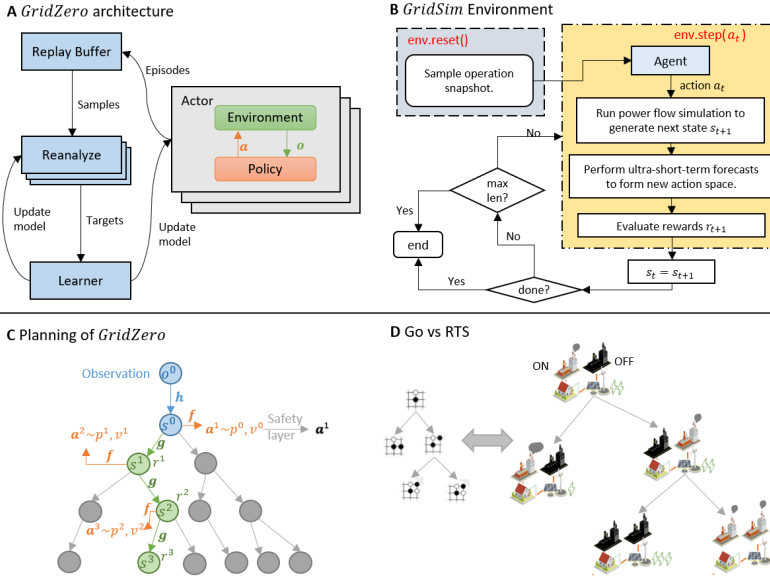 A GridZero architecture
Replay Buffer
Episodes
Samples
Reanalyze
Update
model
Targets
Update
model
Learner
Actor
Environment
a
o
Policy
B GridSim Environment
env.reset()
env.step(a_t)
Sample operation
snapshot.
Agent
action a_t
Run power flow simulation to
generate next state s_{t+1}
Perform ultra-short-term forecasts
to form new action space.
Evaluate rewards r_{t+1}
s_t = s_{t+1}
No
max
len?
Yes
end
No
Yes
done?
C Planning of GridZero
Observation
o^0
h
s^0
f
a^1~p^0, v^0
Safety
layer
a^1
a^2~p^1, v^1
f
g
s^1
r^1
g
r^2
f
s^2
a^3~p^2, v^2
g
s^3
r^3
D Go vs RTS
ON
OFF